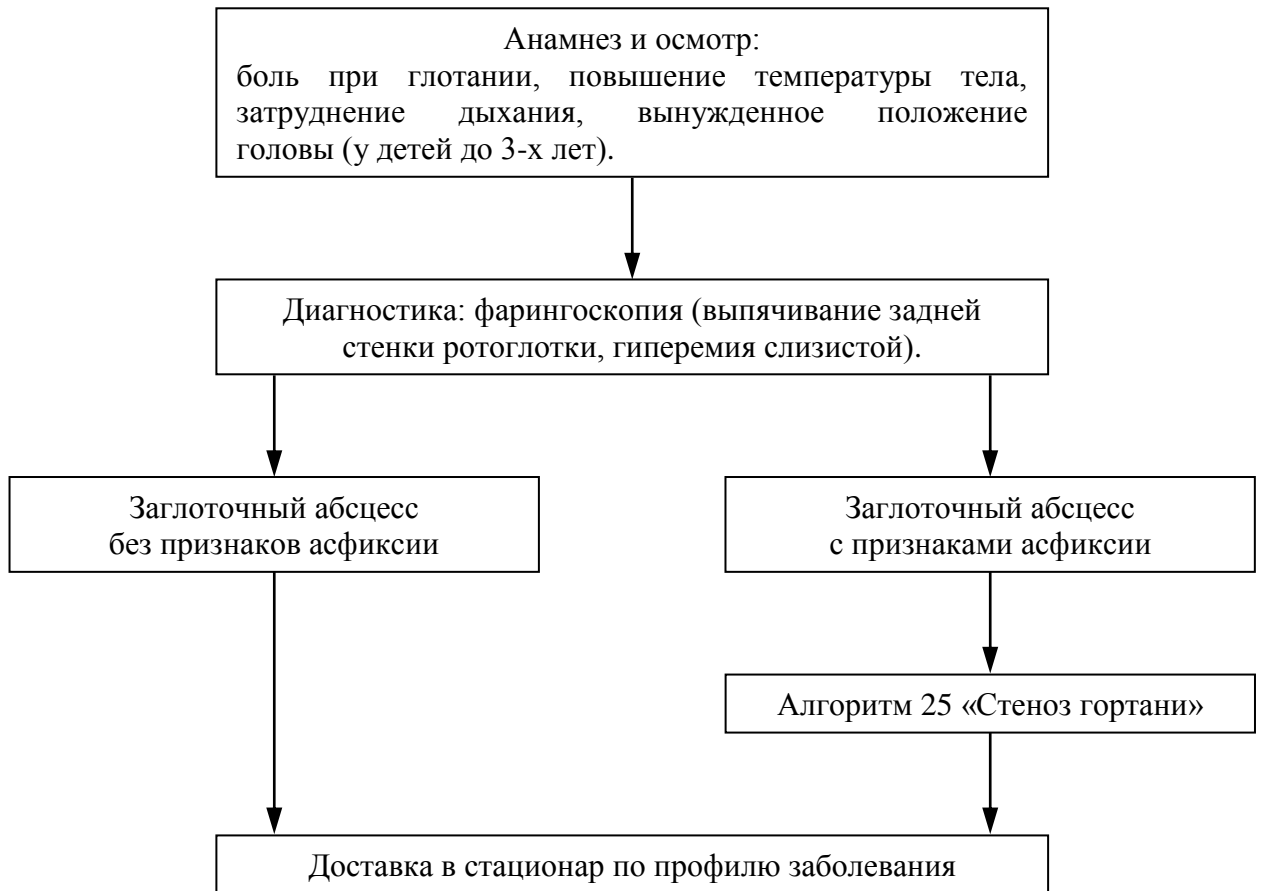 Анамнез и осмотр:
боль при глотании, повышение температуры тела,
затруднение дыхания, вынужденное положение
головы (у детей до 3-х лет).
Диагностика: фарингоскопия (выпячивание задней
стенки ротоглотки, гиперемия слизистой).
Заглоточный абсцесс
без признаков асфиксии
Заглоточный абсцесс
с признаками асфиксии
Алгоритм 25 «Стеноз гортани»
Доставка в стационар по профилю заболевания